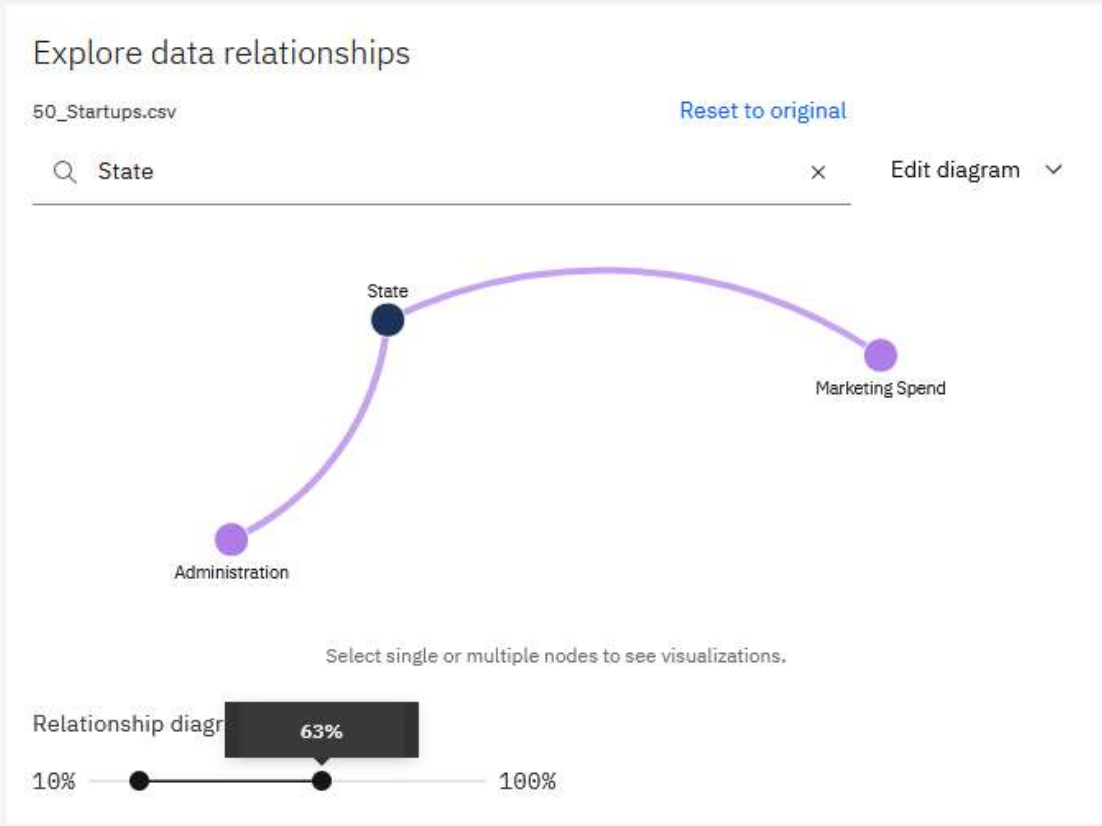 Explore data relationships
50_Startups.csv
Reset to original
State
Edit diagram
State
Marketing Spend
Administration
Select single or multiple nodes to see visualizations.
Relationship
63%
10%
100%